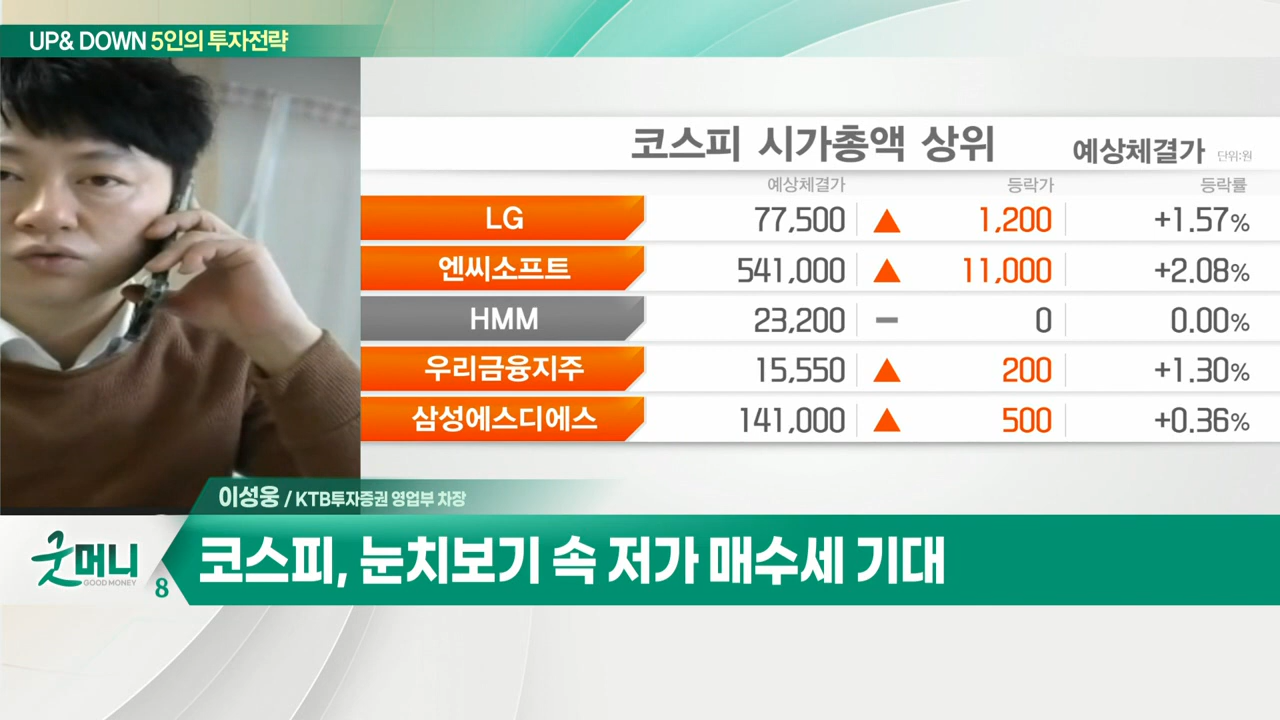 UP& DOWN 5인의 투자전략
코스피 시가총액 상위 예상체결가 단위:원
예상체결가 등락가 등락률
LG 77,500 ▲ 1,200 +1.57%
엔씨소프트 541,000 ▲ 11,000 +2.08%
HMM 23,200 － 0 0.00%
우리금융지주 15,550 ▲ 200 +1.30%
삼성에스디에스 141,000 ▲ 500 +0.36%
이성웅 / KTB투자증권 영업부 차장
굿머니
GOOD MONEY
8
코스피, 눈치보기 속 저가 매수세 기대